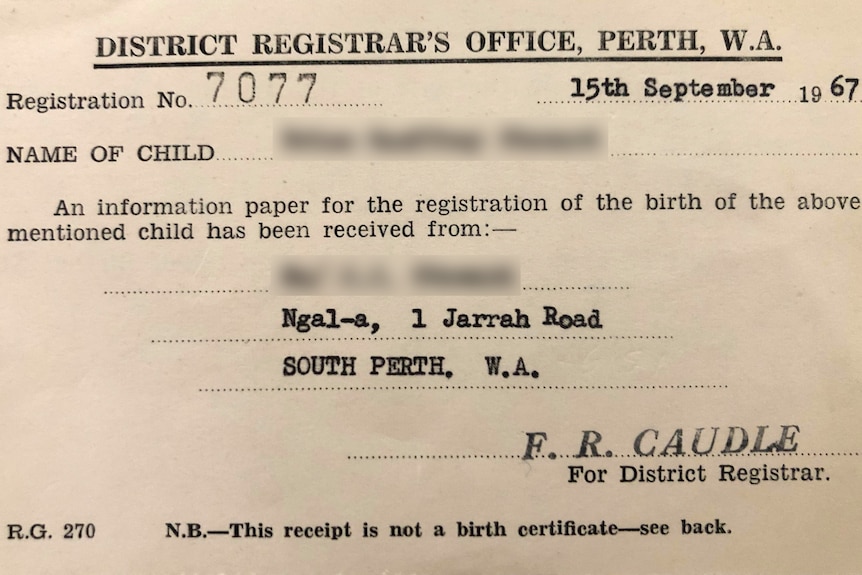 DISTRICT REGISTRAR'S OFFICE, PERTH, W.A.
Registration No. 7077 15th September 1967
NAME OF CHILD
An information paper for the registration of the birth of the above
mentioned child has been received from:—
Ngal-a, 1 Jarrah Road
SOUTH PERTH. W.A.
F. R. CAUDLE
For District Registrar.
R.G. 270 N.B.—This receipt is not a birth certificate—see back.